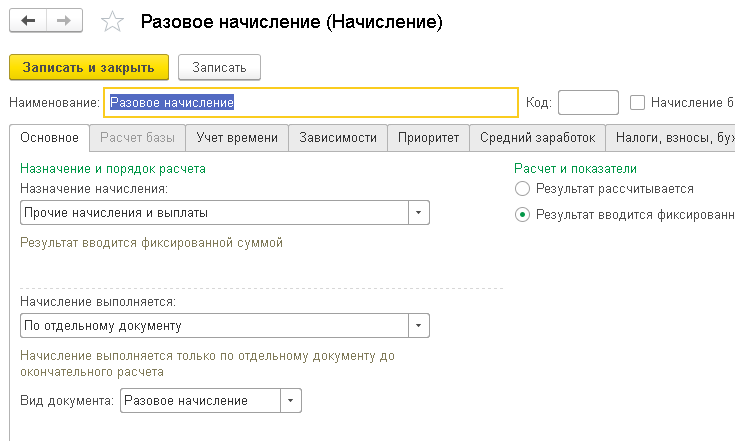 Разовое начисление (Начисление)
Записать и закрыть Записать
Наименование: Разовое начисление Код: Начисление б
Основное Расчет базы Учет времени Зависимости Приоритет Средний заработок Налоги, взносы, бух
Назначение и порядок расчета Расчет и показатели
Назначение начисления: Результат рассчитывается
Прочие начисления и выплаты Результат вводится фиксированн
Результат вводится фиксированной суммой
Начисление выполняется:
По отдельному документу
Начисление выполняется только по отдельному документу до
окончательного расчета
Вид документа: Разовое начисление